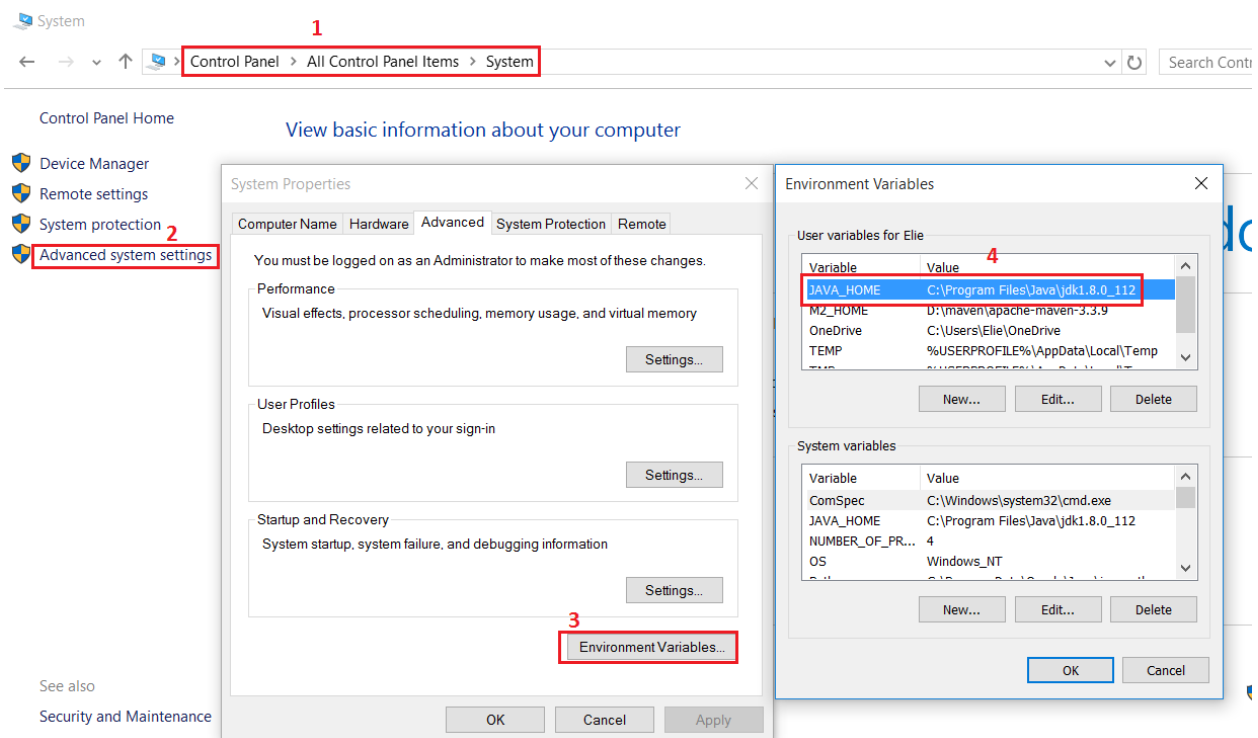 System
1
Control Panel > All Control Panel Items > System
Search Contr
Control Panel Home
View basic information about your computer
Device Manager
Remote settings
System protection
2
Advanced system settings
See also
Security and Maintenance
System Properties
Computer Name Hardware Advanced System Protection Remote
You must be logged on as an Administrator to make most of these changes.
Performance
Visual effects, processor scheduling, memory usage, and virtual memory
Settings...
User Profiles
Desktop settings related to your sign-in
Settings...
Startup and Recovery
System startup, system failure, and debugging information
Settings...
3
Environment Variables...
OK Cancel Apply
Environment Variables
User variables for Elie
4
Variable Value
JAVA_HOME C:\Program Files\Java\jdk1.8.0_112
M2_HOME D:\maven\apache-maven-3.3.9
OneDrive C:\Users\Elie\OneDrive
TEMP %USERPROFILE%\AppData\Local\Temp
New... Edit... Delete
System variables
Variable Value
ComSpec C:\Windows\system32\cmd.exe
JAVA_HOME C:\Program Files\Java\jdk1.8.0_112
NUMBER_OF_PR... 4
OS Windows_NT
New... Edit... Delete
OK Cancel